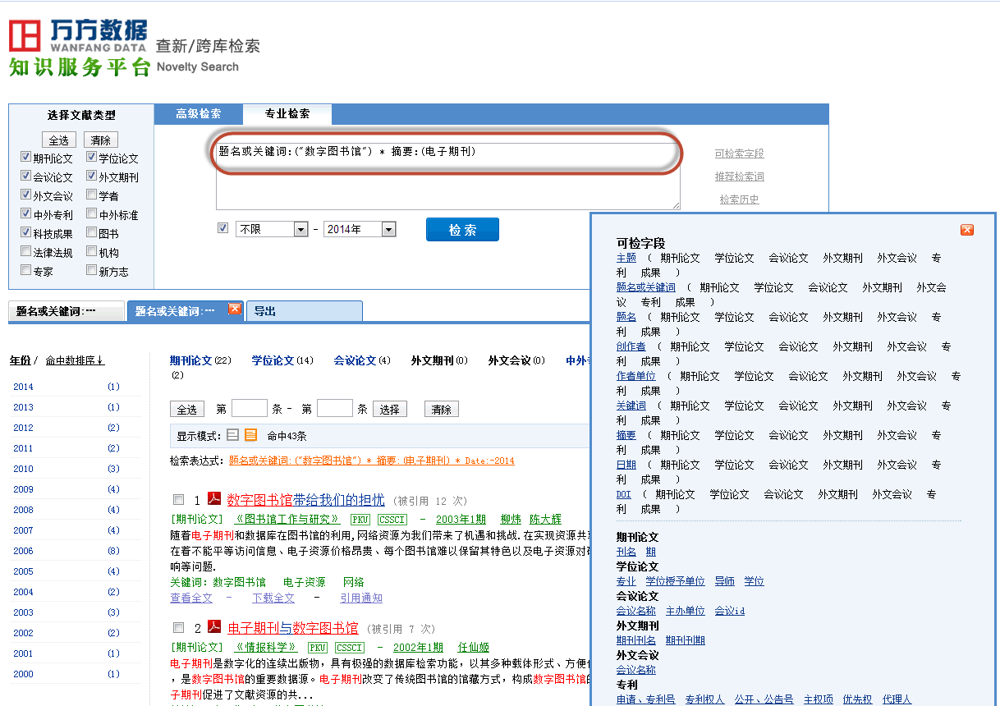 万方数据
WANFANG DATA
知识服务平台
查新/跨库检索
Novelty Search
选择文献类型
全选 清除
期刊论文 学位论文
会议论文 外文期刊
外文会议 学者
中外专利 中外标准
科技成果 图书
法律法规 机构
专家 新方志
高级检索 专业检索
题名或关键词:("数字图书馆") * 摘要:(电子期刊)
可检索字段
推荐检索词
检索历史
不限 - 2014年 检索
题名或关键词:… 题名或关键词:… 导出
年份 / 命中数排序↓
2014 (1)
2013 (1)
2012 (2)
2011 (2)
2010 (3)
2009 (4)
2008 (4)
2007 (4)
2006 (8)
2005 (4)
2004 (2)
2003 (3)
2002 (2)
2001 (1)
2000 (1)
期刊论文(22) 学位论文(14) 会议论文(4) 外文期刊(0) 外文会议(0) 中外
(2)
全选 第 条 - 第 条 选择 清除
显示模式: 命中43条
检索表达式: 题名或关键词:("数字图书馆") * 摘要:(电子期刊) * Date:-2014
1 数字图书馆带给我们的担忧 (被引用 12 次)
[期刊论文] 《图书馆工作与研究》 PKU CSSCI - 2003年1期 柳炜 陈大辉
随着电子期刊和数据库在图书馆的利用,网络资源为我们带来了机遇和挑战.在实现资源共
在着不能平等访问信息、电子资源价格昂贵、每个图书馆难以保留其特色以及电子资源对
响等问题.
关键词: 数字图书馆 电子资源 网络
查看全文 - 下载全文 - 引用通知
2 电子期刊与数字图书馆 (被引用 7 次)
[期刊论文] 《情报科学》 PKU CSSCI - 2002年1期 任仙姬
电子期刊是数字化的连续出版物，具有极强的数据库检索功能，以其多种载体形式、方便
，是数字图书馆的重要数据源。电子期刊改变了传统图书馆的馆藏方式，构成数字图书馆的
子期刊促进了文献资源的共...
可检字段
主题 ( 期刊论文 学位论文 会议论文 外文期刊 外文会议 专
利 成果 )
题名或关键词 ( 期刊论文 学位论文 会议论文 外文期刊 外文会
议 专利 成果 )
题名 ( 期刊论文 学位论文 会议论文 外文期刊 外文会议 专
利 成果 )
创作者 ( 期刊论文 学位论文 会议论文 外文期刊 外文会议 专
利 成果 )
作者单位 ( 期刊论文 学位论文 会议论文 外文期刊 外文会议 专
利 成果 )
关键词 ( 期刊论文 学位论文 会议论文 外文期刊 外文会议 专
利 成果 )
摘要 ( 期刊论文 学位论文 会议论文 外文期刊 外文会议 专
利 成果 )
日期 ( 期刊论文 学位论文 会议论文 外文期刊 外文会议 专
利 成果 )
DOI ( 期刊论文 学位论文 会议论文 外文期刊 外文会议 专
利 成果 )
期刊论文
刊名 期
学位论文
专业 学位授予单位 导师 学位
会议论文
会议名称 主办单位 会议id
外文期刊
期刊刊名 期刊刊期
外文会议
会议名称
专利
申请、专利号 专利权人 公开、公告号 主权项 优先权 代理人